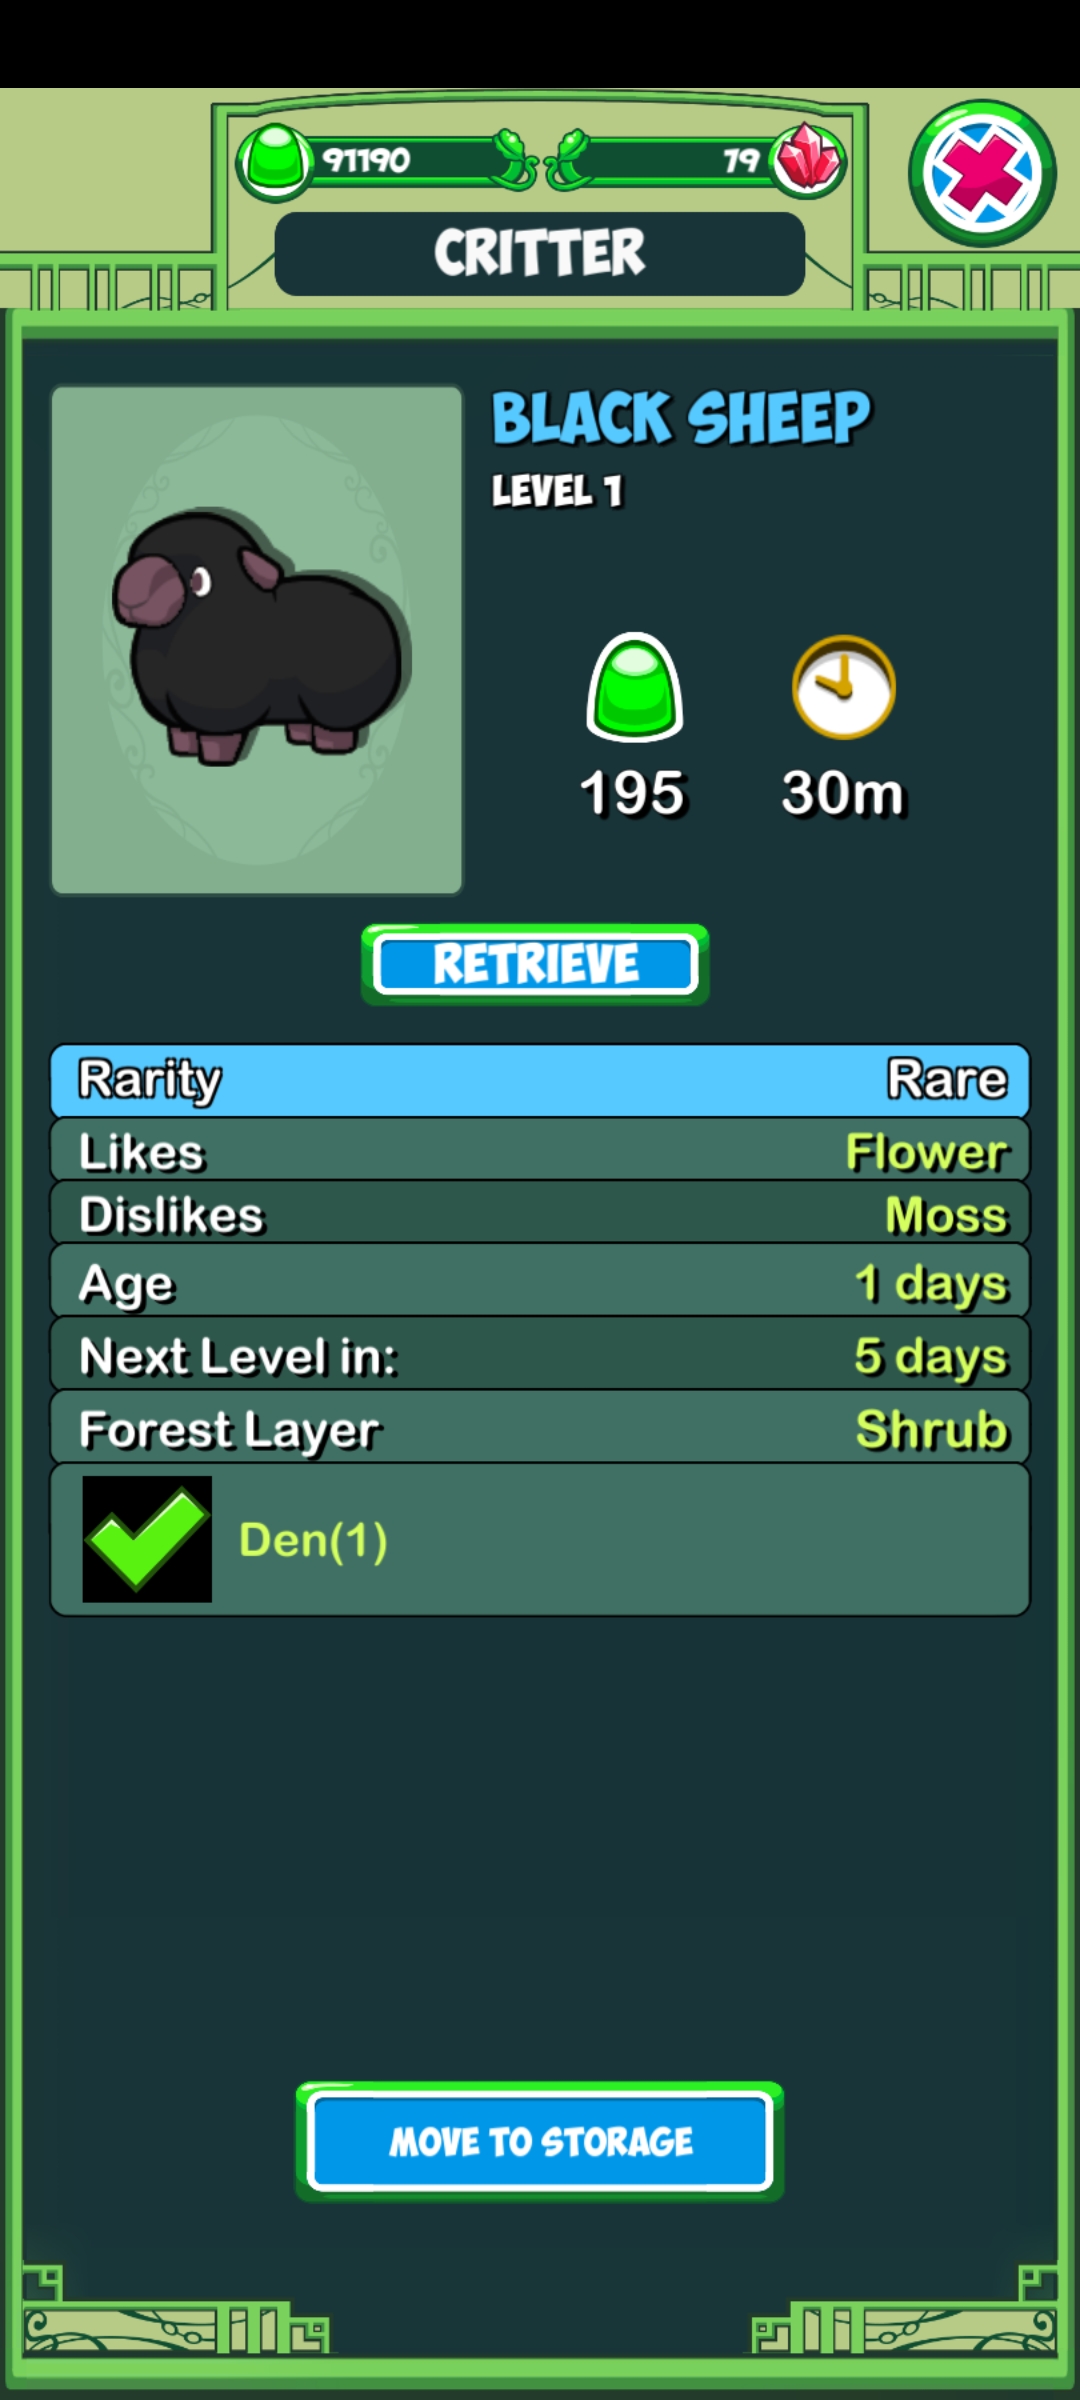 91190 79
CRITTER
BLACK SHEEP
LEVEL 1
195 30m
RETRIEVE
Rarity Rare
Likes Flower
Dislikes Moss
Age 1 days
Next Level in: 5 days
Forest Layer Shrub
Den(1)
MOVE TO STORAGE